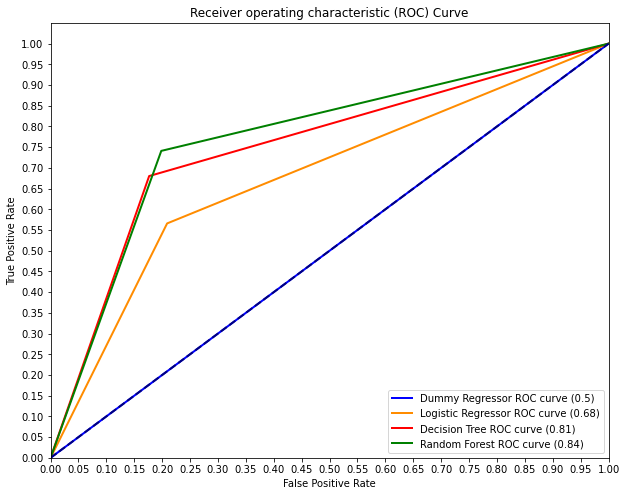 Receiver operating characteristic (ROC) Curve
1.00
0.95
0.90
0.85
0.80
0.75
0.70
0.65
0.60
0.55
0.50
0.45
0.40
0.35
0.30
0.25
0.20
0.15
0.10
0.05
0.00
True Positive Rate
Dummy Regressor ROC curve (0.5)
Logistic Regressor ROC curve (0.68)
Decision Tree ROC curve (0.81)
Random Forest ROC curve (0.84)
0.00 0.05 0.10 0.15 0.20 0.25 0.30 0.35 0.40 0.45 0.50 0.55 0.60 0.65 0.70 0.75 0.80 0.85 0.90 0.95 1.00
False Positive Rate